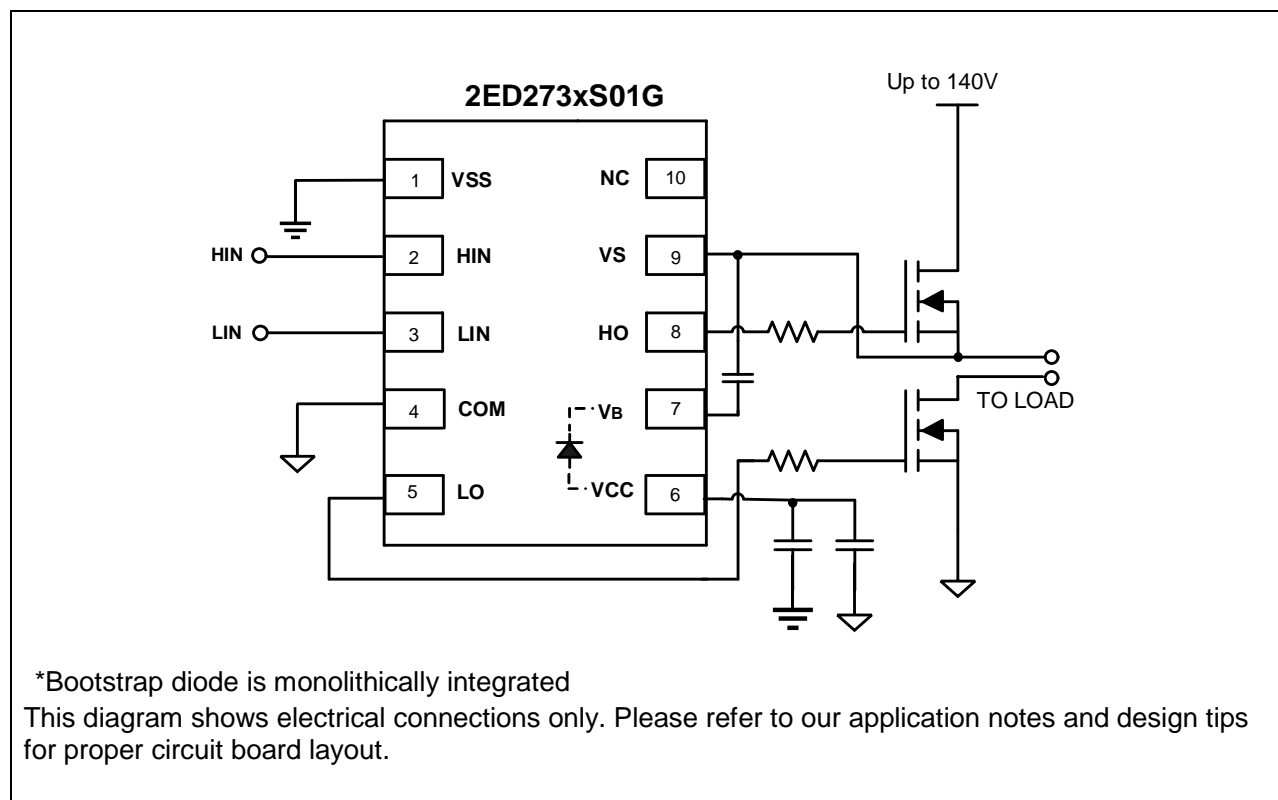 Up to 140V
2ED273xS01G
1 VSS
NC 10
HIN
2 HIN
VS 9
LIN
3 LIN
HO 8
4 COM
VB 7
TO LOAD
5 LO
VCC 6
*Bootstrap diode is monolithically integrated
This diagram shows electrical connections only. Please refer to our application notes and design tips
for proper circuit board layout.